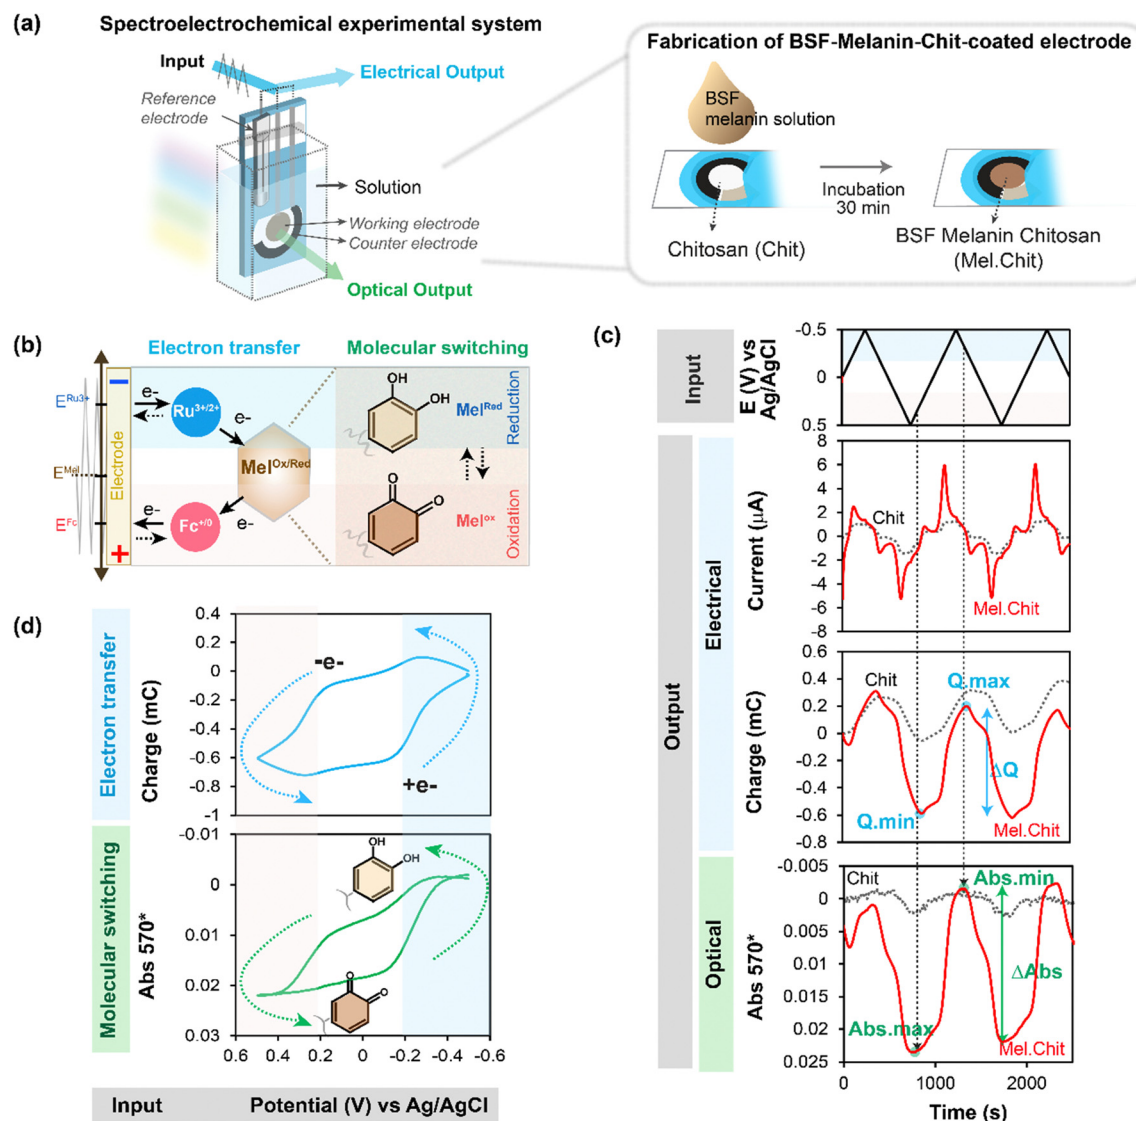 (a)
Spectroelectrochemical experimental system
Input
Electrical Output
Reference
electrode
Solution
Working electrode
Counter electrode
Optical Output
Fabrication of BSF-Melanin-Chit-coated electrode
BSF
melanin solution
Incubation
30 min
Chitosan (Chit)
BSF Melanin Chitosan
(Mel.Chit)
(b)
Electron transfer
Molecular switching
E^Ru3+
E^Mel
E^Fc
Electrode
−
+
e-
Ru^3+/2+
e-
Mel^Ox/Red
e-
Fc^+/0
e-
OH
OH
Mel^Red
Reduction
O
O
Mel^ox
Oxidation
(c)
Input
E (V) vs
Ag/AgCl
-0.5
0
0.5
Output
Electrical
Current (μA)
8
6
4
2
0
-2
-4
-6
-8
Chit
Mel.Chit
Charge (mC)
0.6
0.4
0.2
0
-0.2
-0.4
-0.6
-0.8
Chit
Q.max
ΔQ
Q.min
Mel.Chit
Optical
Abs 570*
-0.005
0
0.005
0.01
0.015
0.02
0.025
Chit
Abs.min
ΔAbs
Abs.max
Mel.Chit
0
1000
2000
Time (s)
(d)
Electron transfer
Charge (mC)
0.4
0.2
0
-0.2
-0.4
-0.6
-0.8
-1
-e-
+e-
Molecular switching
Abs 570*
-0.01
0
0.01
0.02
0.03
OH
OH
O
O
0.6
0.4
0.2
0
-0.2
-0.4
-0.6
Input
Potential (V) vs Ag/AgCl